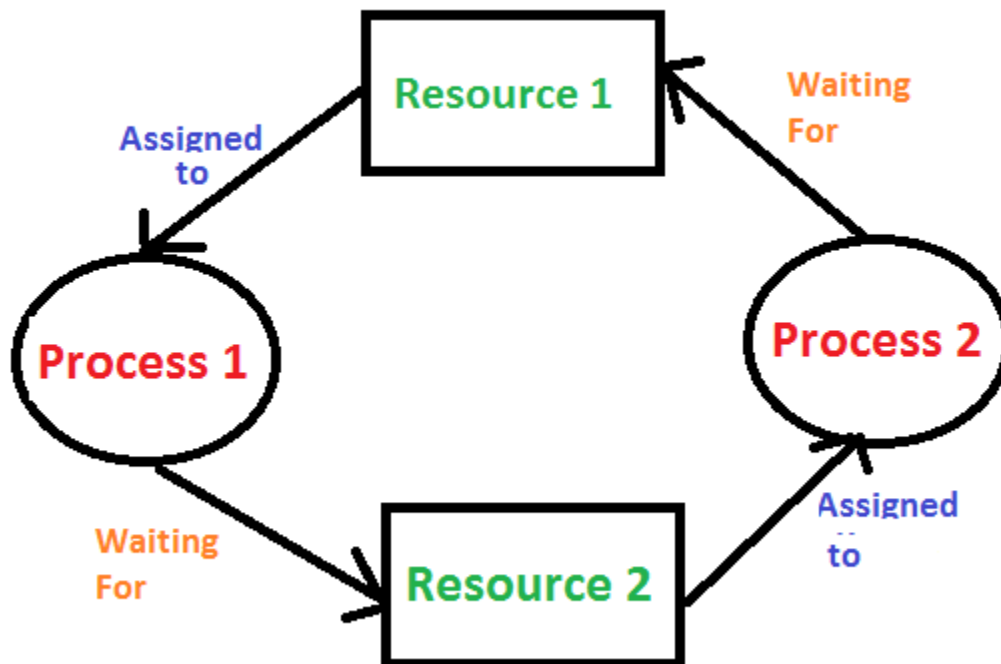 Resource 1
Waiting
For
Assigned
to
Process 1
Process 2
Waiting
For
Resource 2
Assigned
to